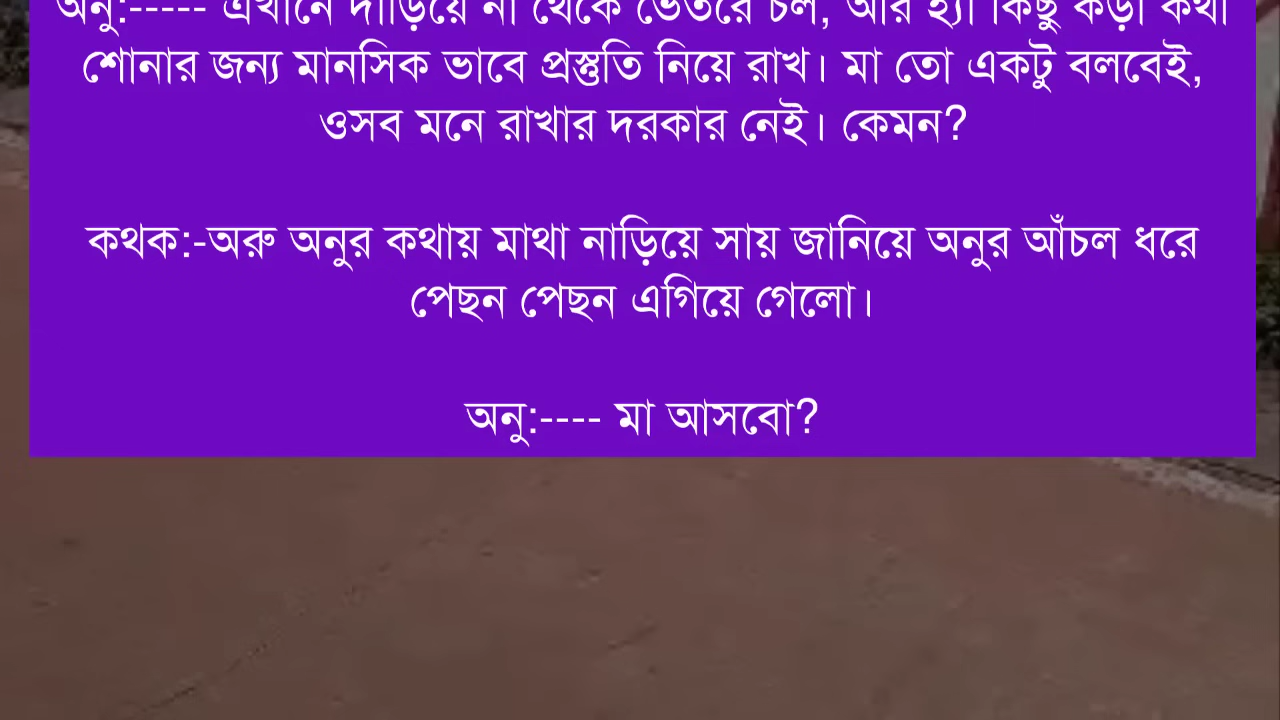 অনু:----- এখানে দাঁড়িয়ে না থেকে ভেতরে চল, আর হ্যাঁ কিছু কড়া কথা
শোনার জন্য মানসিক ভাবে প্রস্তুতি নিয়ে রাখ। মা তো একটু বলবেই,
ওসব মনে রাখার দরকার নেই। কেমন?
কথক:-অরু অনুর কথায় মাথা নাড়িয়ে সায় জানিয়ে অনুর আঁচল ধরে
পেছন পেছন এগিয়ে গেলো।
অনু:---- মা আসবো?